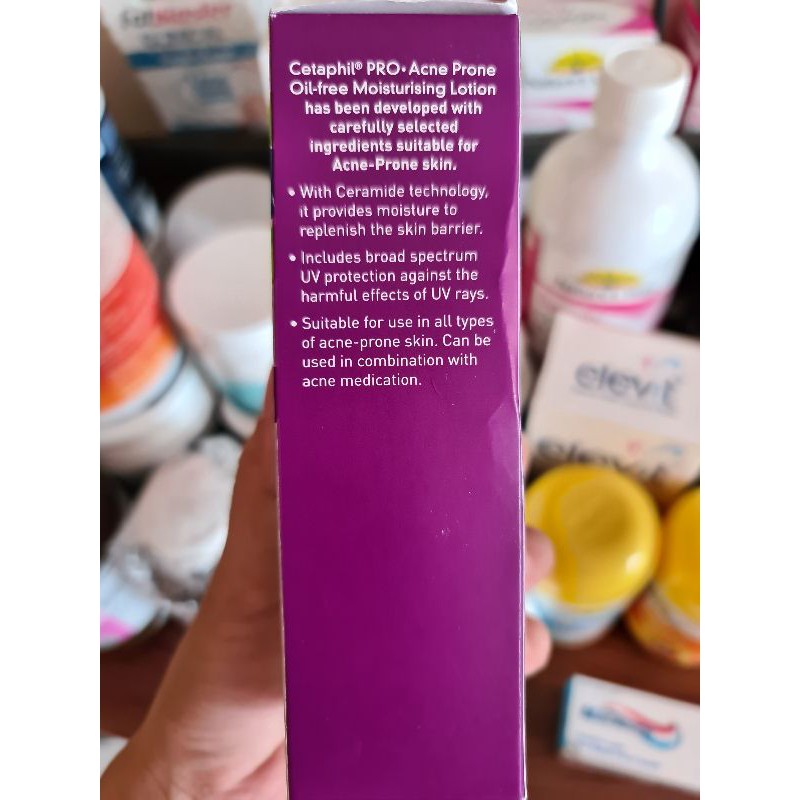 Cetaphil® PRO• Acne Prone
Oil-free Moisturising Lotion
has been developed with
carefully selected
ingredients suitable for
Acne-Prone skin.
• With Ceramide technology,
it provides moisture to
replenish the skin barrier.
• Includes broad spectrum
UV protection against the
harmful effects of UV rays.
• Suitable for use in all types
of acne-prone skin. Can be
used in combination with
acne medication.
elevit
elevit